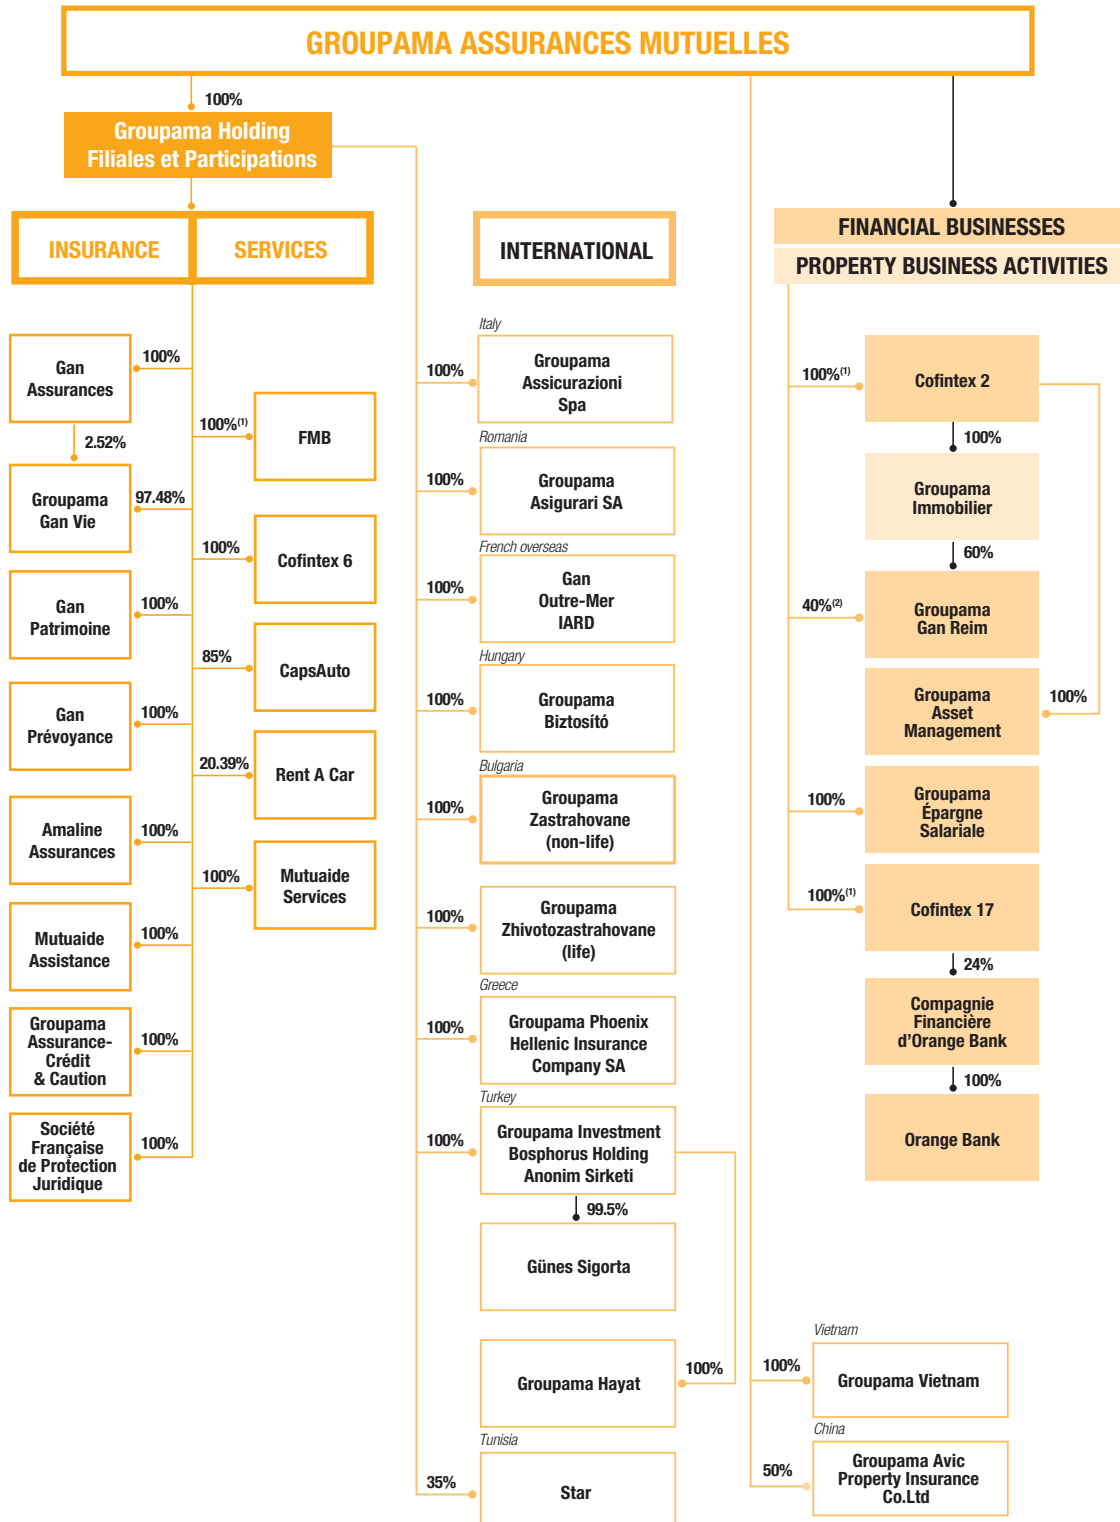 GROUPAMA ASSURANCES MUTUELLES
100%
Groupama Holding
Filiales et Participations
INSURANCE
SERVICES
Gan
Assurances
100%
2.52%
Groupama
Gan Vie
97.48%
Gan
Patrimoine
100%
Gan
Prévoyance
100%
Amaline
Assurances
100%
Mutuaide
Assistance
100%
Groupama
Assurance-
Crédit
& Caution
100%
Société
Française
de Protection
Juridique
100%
100%(1)
FMB
100%
Cofintex 6
85%
CapsAuto
20.39%
Rent A Car
100%
Mutuaide
Services
INTERNATIONAL
Italy
100%
Groupama
Assicurazioni
Spa
Romania
100%
Groupama
Asigurari SA
French overseas
100%
Gan
Outre-Mer
IARD
Hungary
100%
Groupama
Biztosító
Bulgaria
100%
Groupama
Zastrahovane
(non-life)
100%
Groupama
Zhivotozastrahovane
(life)
Greece
100%
Groupama Phoenix
Hellenic Insurance
Company SA
Turkey
100%
Groupama Investment
Bosphorus Holding
Anonim Sirketi
99.5%
Günes Sigorta
Groupama Hayat
100%
Tunisia
35%
Star
FINANCIAL BUSINESSES
PROPERTY BUSINESS ACTIVITIES
100%(1)
Cofintex 2
100%
Groupama
Immobilier
60%
40%(2)
Groupama
Gan Reim
Groupama
Asset
Management
100%
100%
Groupama
Épargne
Salariale
100%(1)
Cofintex 17
24%
Compagnie
Financière
d'Orange Bank
100%
Orange Bank
Vietnam
100%
Groupama Vietnam
China
50%
Groupama Avic
Property Insurance
Co.Ltd